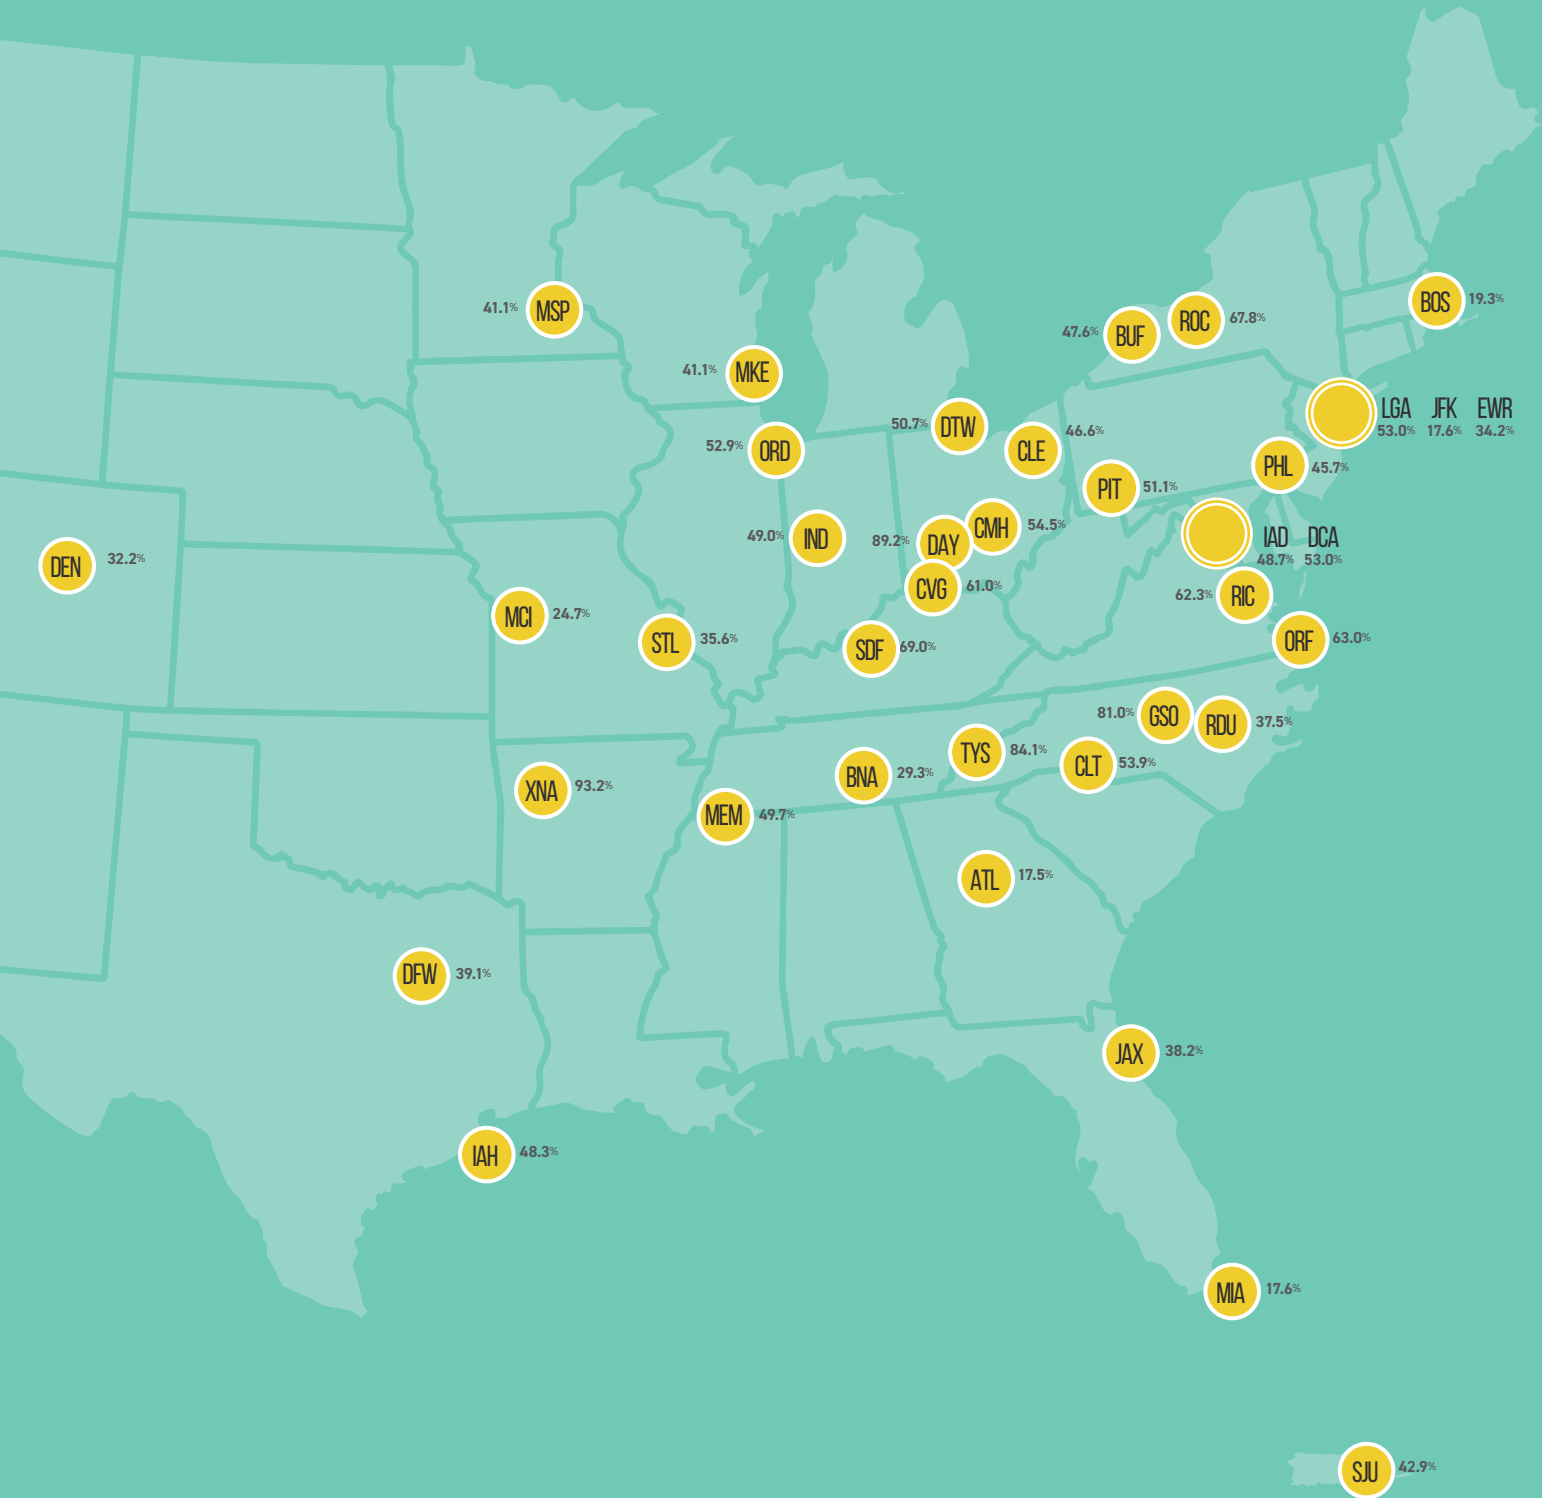 BOS 19.3%
MSP 41.1%
ROC 67.8%
BUF 47.6%
MKE 41.1%
LGA JFK EWR
53.0% 17.6% 34.2%
DTW 50.7%
CLE 46.6%
ORD 52.9%
PHL 45.7%
PIT 51.1%
CMH 54.5%
IND 49.0%
DAY 89.2%
IAD DCA
48.7% 53.0%
DEN 32.2%
CVG 61.0%
RIC 62.3%
MCI 24.7%
STL 35.6%
ORF 63.0%
SDF 69.0%
GSO 81.0%
RDU 37.5%
TYS 84.1%
CLT 53.9%
BNA 29.3%
XNA 93.2%
MEM 49.7%
ATL 17.5%
DFW 39.1%
JAX 38.2%
IAH 48.3%
MIA 17.6%
SJU 42.9%